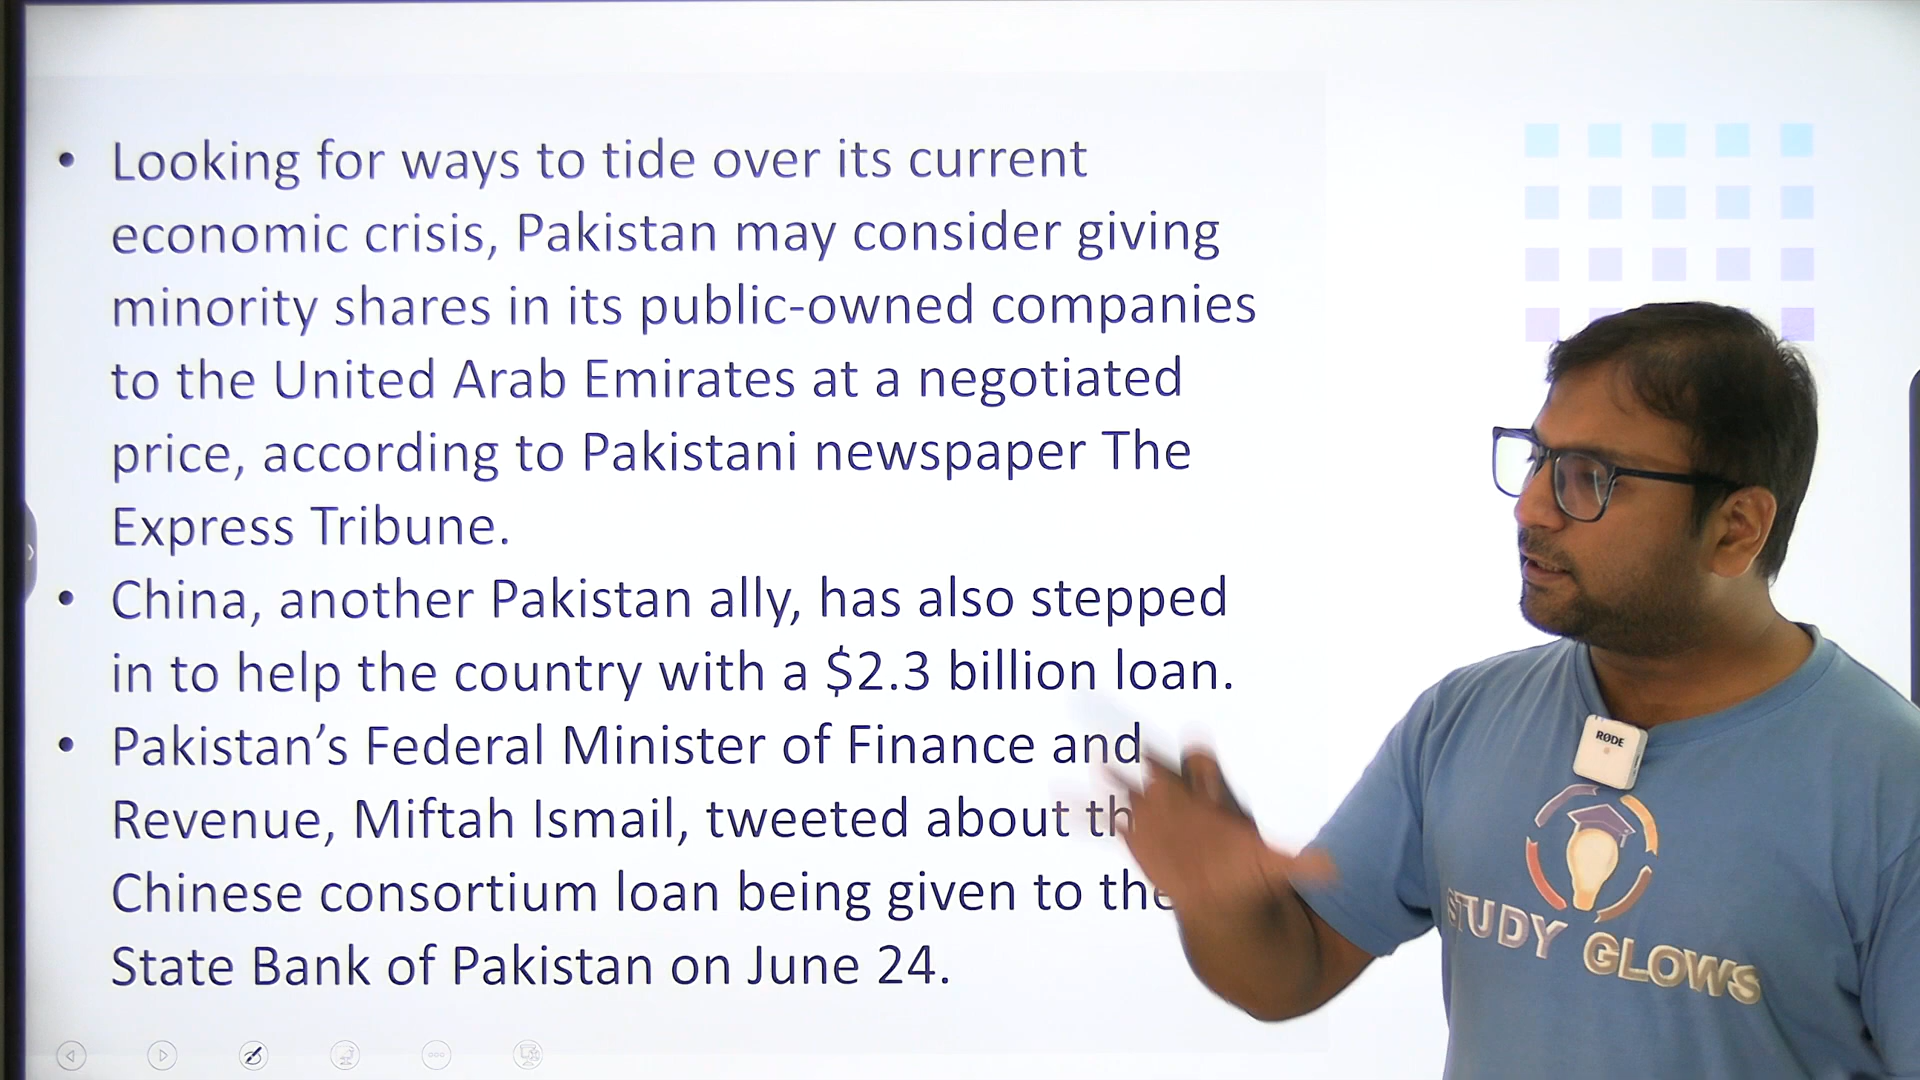 • Looking for ways to tide over its current
economic crisis, Pakistan may consider giving
minority shares in its public-owned companies
to the United Arab Emirates at a negotiated
price, according to Pakistani newspaper The
Express Tribune.
• China, another Pakistan ally, has also stepped
in to help the country with a $2.3 billion loan.
• Pakistan’s Federal Minister of Finance and
Revenue, Miftah Ismail, tweeted about
Chinese consortium loan being given to the
State Bank of Pakistan on June 24.
RØDE
STUDY GLOWS